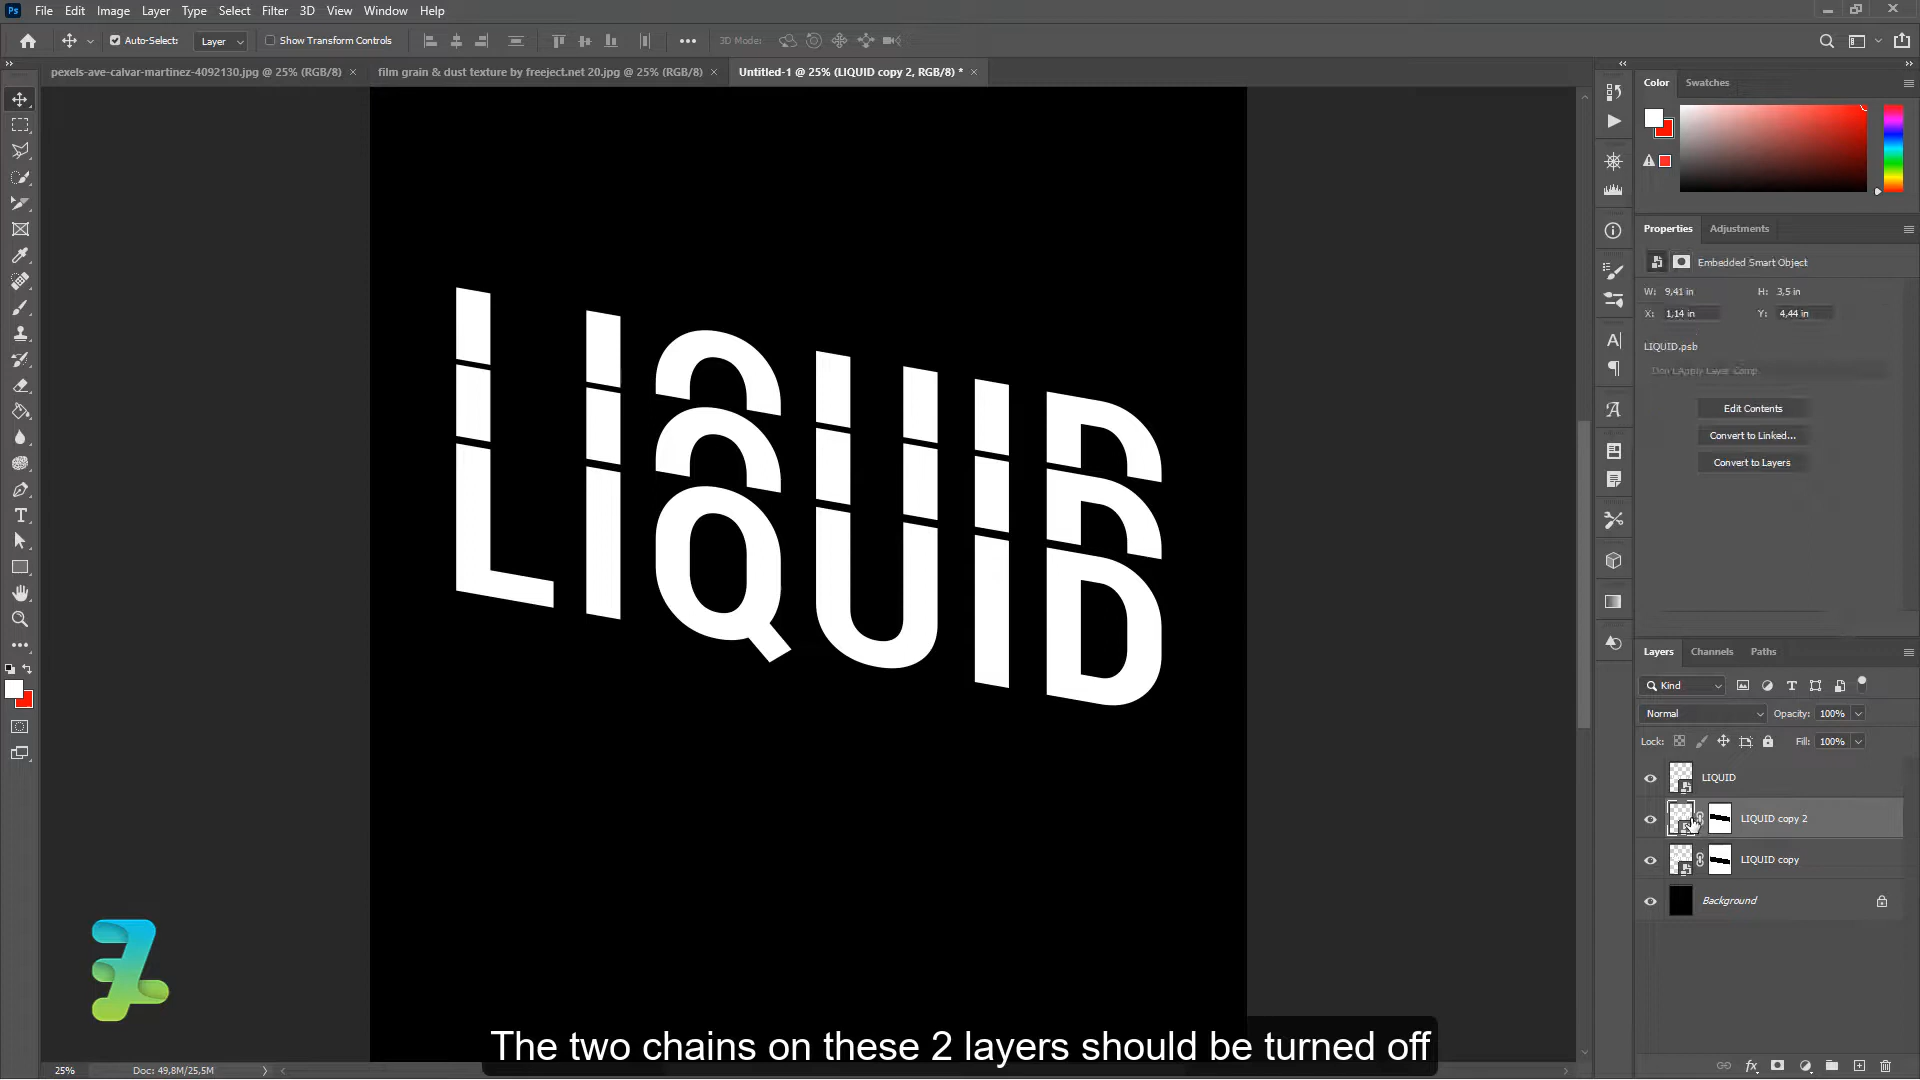 Ps File Edit Image Layer Type Select Filter 3D View Window Help
Auto-Select: Layer Show Transform Controls 3D Mode:
pexels-ave-calvar-martinez-4092130.jpg @ 25% (RGB/8) × film grain & dust texture by freeject.net 20.jpg @ 25% (RGB/8) × Untitled-1 @ 25% (LIQUID copy 2, RGB/8) * ×
Color Swatches
Properties Adjustments
Embedded Smart Object
W: 9,41 in H: 3,5 in
X: 1,14 in Y: 4,44 in
LIQUID.psb
Don't Apply Layer Comp
Edit Contents
Convert to Linked...
Convert to Layers
LIQUID
Layers Channels Paths
Kind
Normal Opacity: 100%
Lock: Fill: 100%
LIQUID
LIQUID copy 2
LIQUID copy
Background
The two chains on these 2 layers should be turned off
25% Doc: 49,8M/25,5M